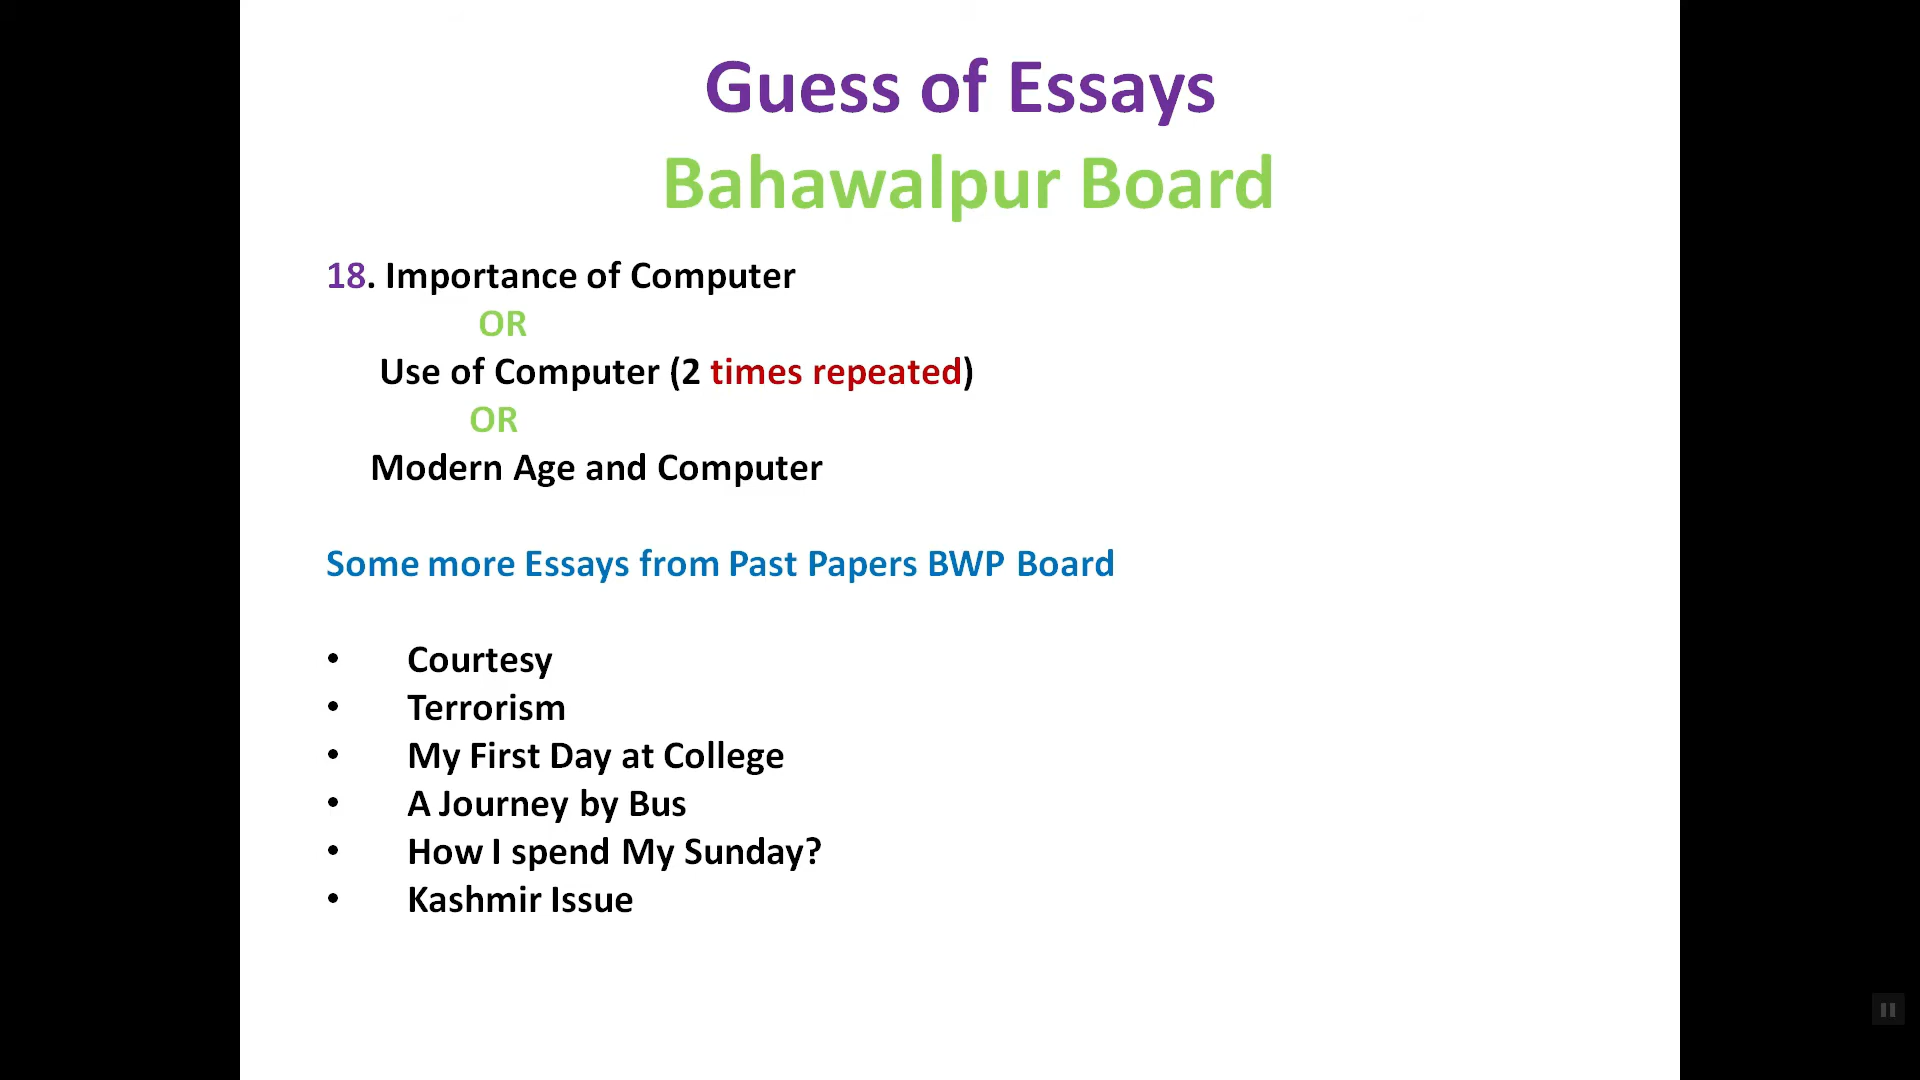 Guess of Essays
Bahawalpur Board
18. Importance of Computer
OR
Use of Computer (2 times repeated)
OR
Modern Age and Computer
Some more Essays from Past Papers BWP Board
• Courtesy
• Terrorism
• My First Day at College
• A Journey by Bus
• How I spend My Sunday?
• Kashmir Issue